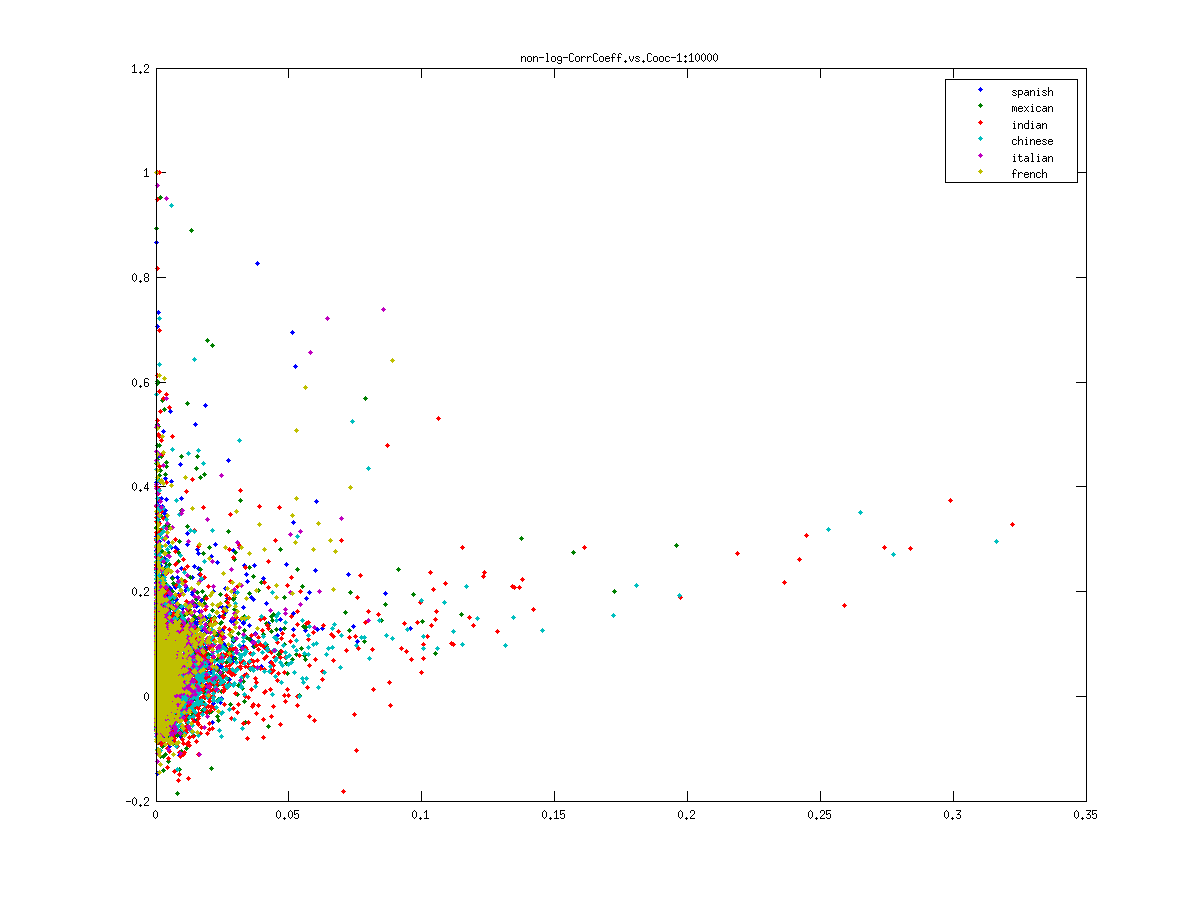 non-log-CorrCoeff.vs.Cooc-1:10000
1.2
1
0.8
0.6
0.4
0.2
0
-0.2
0 0.05 0.1 0.15 0.2 0.25 0.3 0.35
spanish
mexican
indian
chinese
italian
french